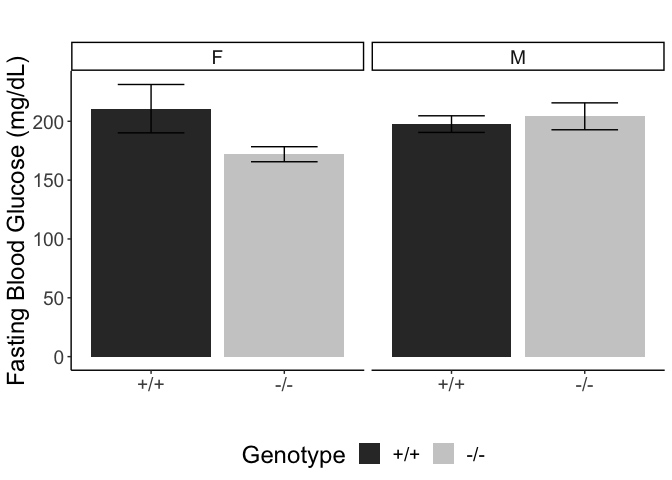 F M
Fasting Blood Glucose (mg/dL)
200
150
100
50
0
+/+ -/- +/+ -/-
Genotype +/+ -/-